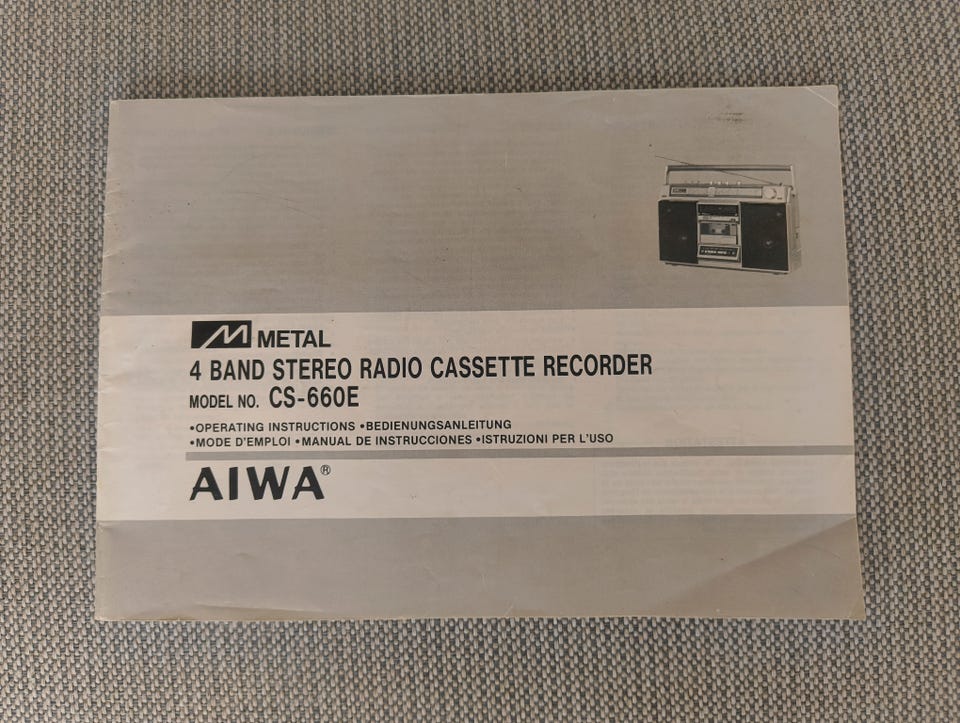 METAL
4 BAND STEREO RADIO CASSETTE RECORDER
MODEL NO. CS-660E
•OPERATING INSTRUCTIONS •BEDIENUNGSANLEITUNG
•MODE D'EMPLOI •MANUAL DE INSTRUCCIONES •ISTRUZIONI PER L'USO
AIWA®